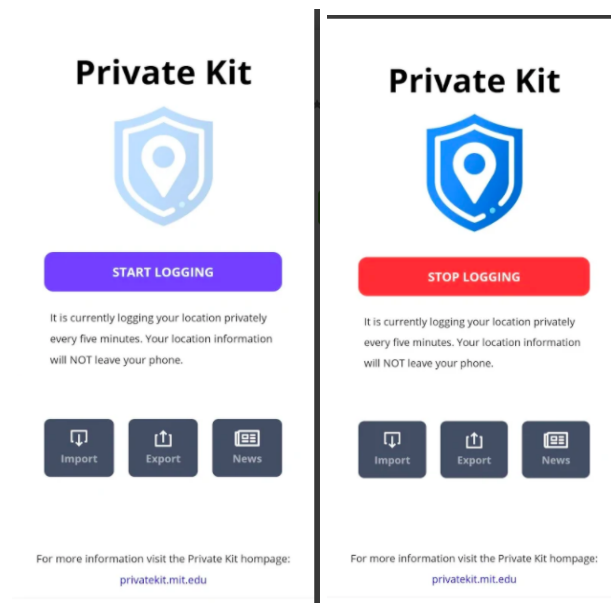 Private Kit
START LOGGING
It is currently logging your location privately
every five minutes. Your location information
will NOT leave your phone.
Import
Export
News
For more information visit the Private Kit hompage:
privatekit.mit.edu
Private Kit
STOP LOGGING
It is currently logging your location privately
every five minutes. Your location information
will NOT leave your phone.
Import
Export
News
For more information visit the Private Kit hompage:
privatekit.mit.edu